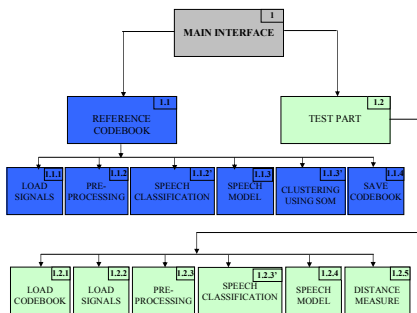 1
MAIN INTERFACE
1.1
REFERENCE
CODEBOOK
1.2
TEST PART
1.1.1
LOAD
SIGNALS
1.1.2
PRE-
PROCESSING
1.1.2'
SPEECH
CLASSIFICATION
1.1.3
SPEECH
MODEL
1.1.3'
CLUSTERING
USING SOM
1.1.4
SAVE
CODEBOOK
1.2.1
LOAD
CODEBOOK
1.2.2
LOAD
SIGNALS
1.2.3
PRE-
PROCESSING
1.2.3'
SPEECH
CLASSIFICATION
1.2.4
SPEECH
MODEL
1.2.5
DISTANCE
MEASURE